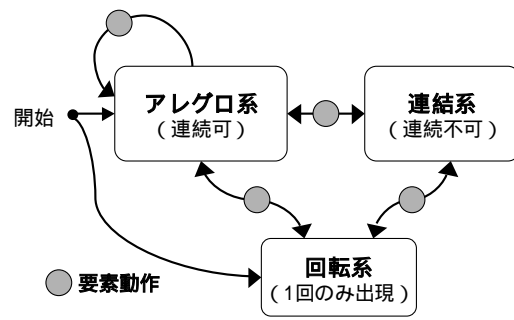 アレグロ系
（連続可）
連結系
（連続不可）
開始
回転系
（1回のみ出現）
要素動作